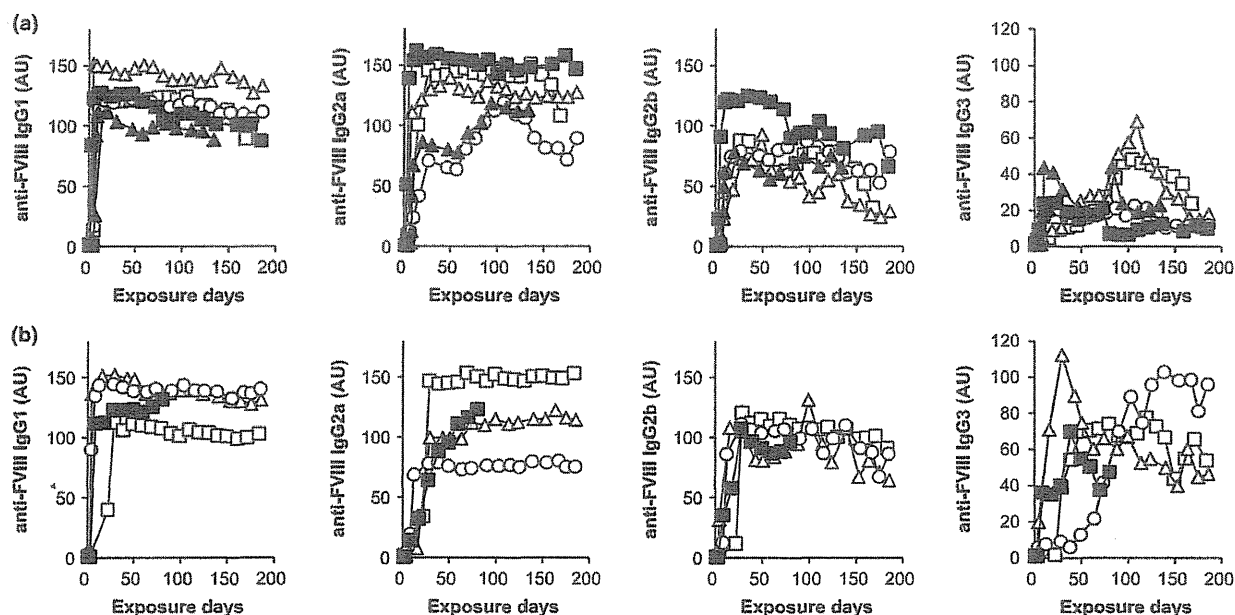 (a)
anti-FVIII IgG1 (AU)
150
100
50
0
0 50 100 150 200
Exposure days
anti-FVIII IgG2a (AU)
150
100
50
0
0 50 100 150 200
Exposure days
anti-FVIII IgG2b (AU)
150
100
50
0
0 50 100 150 200
Exposure days
anti-FVIII IgG3 (AU)
120
100
80
60
40
20
0
0 50 100 150 200
Exposure days
(b)
anti-FVIII IgG1 (AU)
150
100
50
0
0 50 100 150 200
Exposure days
anti-FVIII IgG2a (AU)
150
100
50
0
0 50 100 150 200
Exposure days
anti-FVIII IgG2b (AU)
150
100
50
0
0 50 100 150 200
Exposure days
anti-FVIII IgG3 (AU)
120
100
80
60
40
20
0
0 50 100 150 200
Exposure days